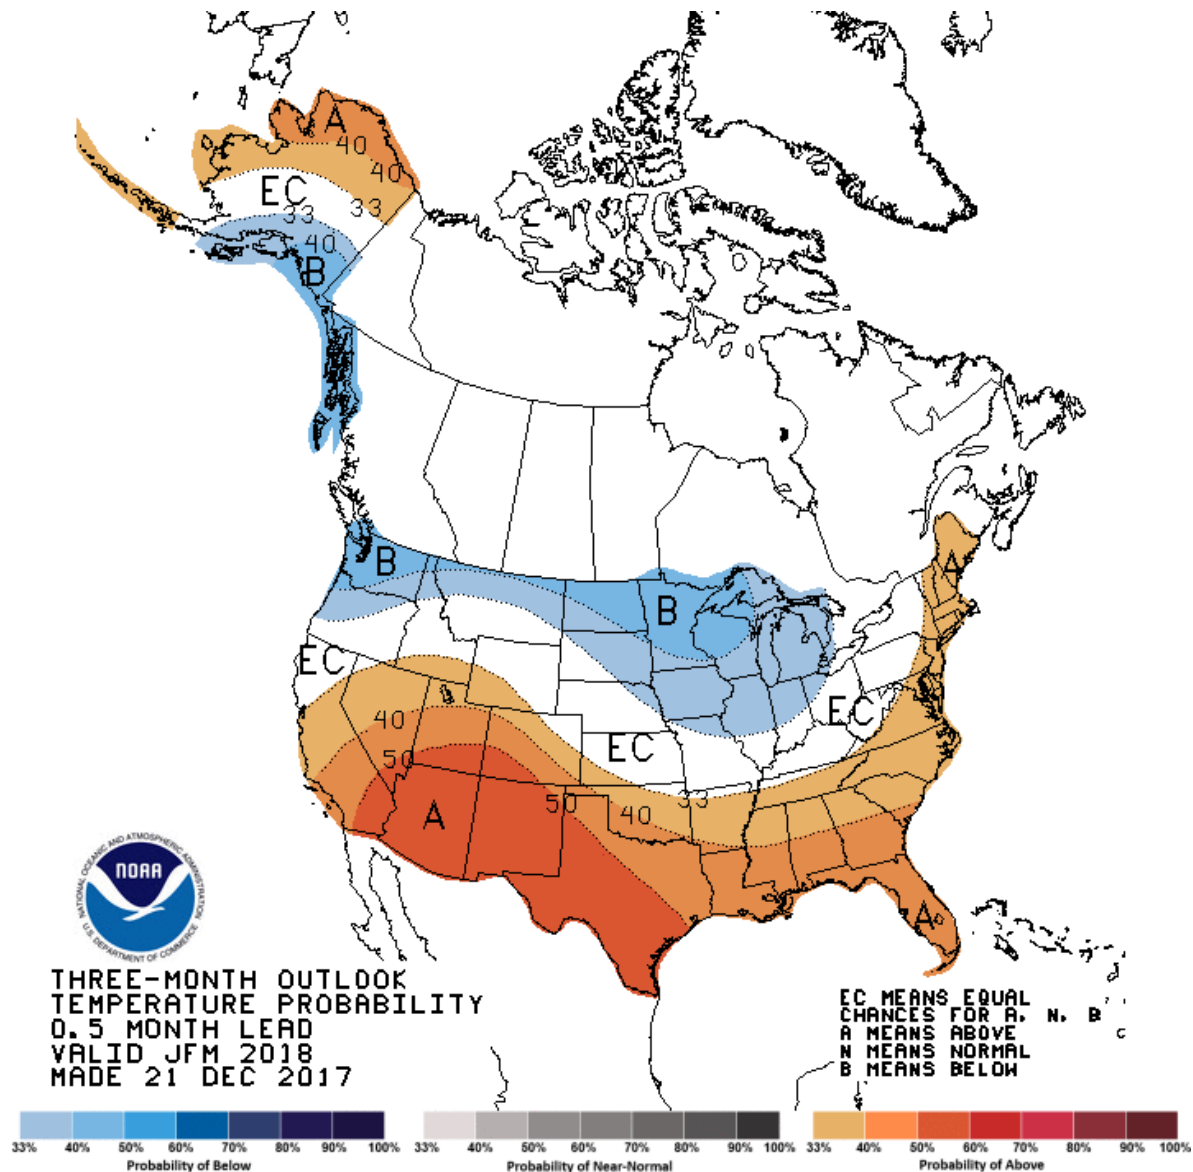 A
40
40
EC
33
33
40
B
B
B
A
EC
40
EC
EC
50
A
50
40
33
A
NATIONAL OCEANIC AND ATMOSPHERIC ADMINISTRATION
NOAA
U.S. DEPARTMENT OF COMMERCE
THREE-MONTH OUTLOOK
TEMPERATURE PROBABILITY
0.5 MONTH LEAD
VALID JFM 2018
MADE 21 DEC 2017
EC MEANS EQUAL
CHANCES FOR A, N, B
A MEANS ABOVE
N MEANS NORMAL
B MEANS BELOW
33% 40% 50% 60% 70% 80% 90% 100%
Probability of Below
33% 40% 50% 60% 70% 80% 90% 100%
Probability of Near-Normal
33% 40% 50% 60% 70% 80% 90% 100%
Probability of Above